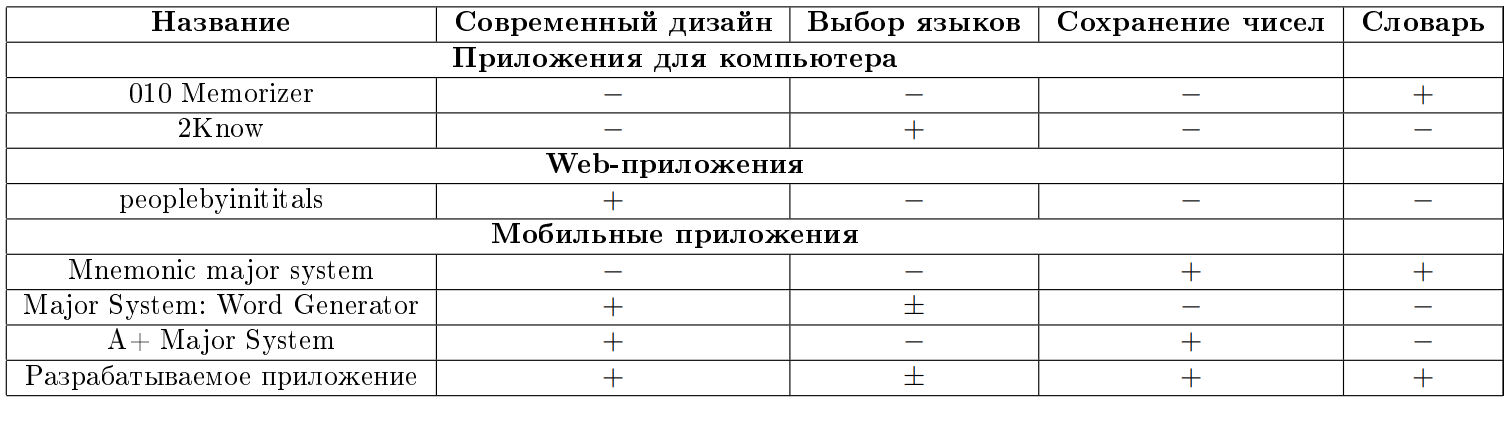 Название Современный дизайн Выбор языков Сохранение чисел Словарь
Приложения для компьютера
010 Memorizer − − − +
2Know − + − −
Web-приложения
peoplebyinititals + − − −
Мобильные приложения
Mnemonic major system − − + +
Major System: Word Generator + ± − −
A+ Major System + − + −
Разрабатываемое приложение + ± + +